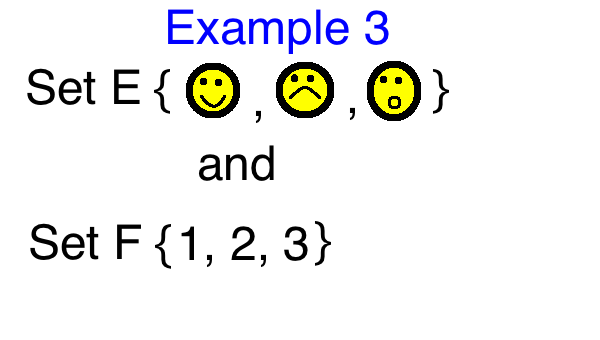 Example 3
Set E { , , }
and
Set F {1, 2, 3}